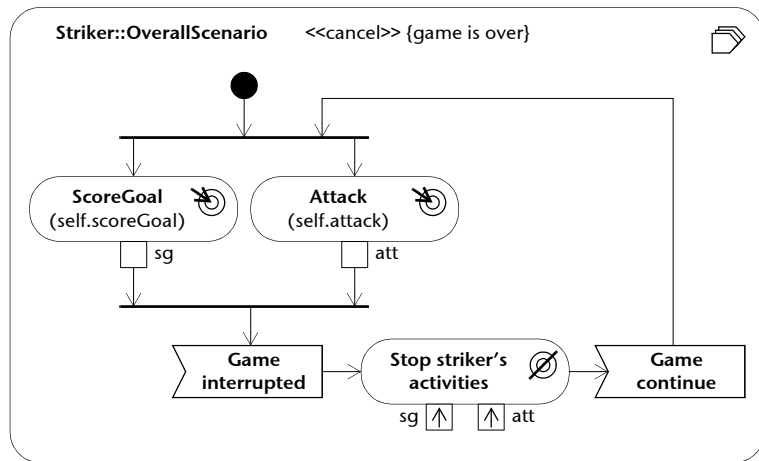 Striker::OverallScenario <<cancel>> {game is over}
ScoreGoal
(self.scoreGoal)
Attack
(self.attack)
sg
att
Game
interrupted
Stop striker's
activities
Game
continue
sg
att